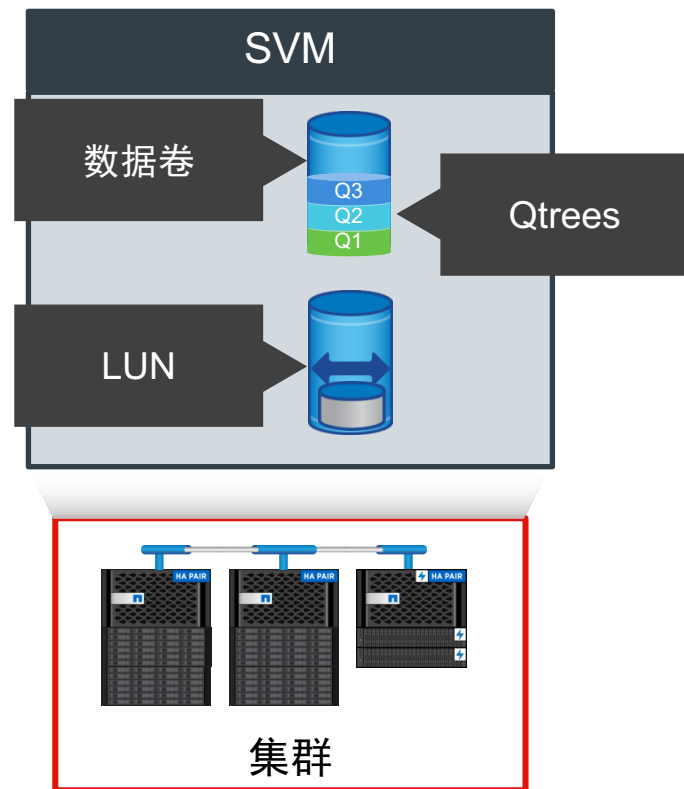 SVM
数据卷
Q3
Q2
Q1
Qtrees
LUN
HA PAIR
HA PAIR
HA PAIR
集群